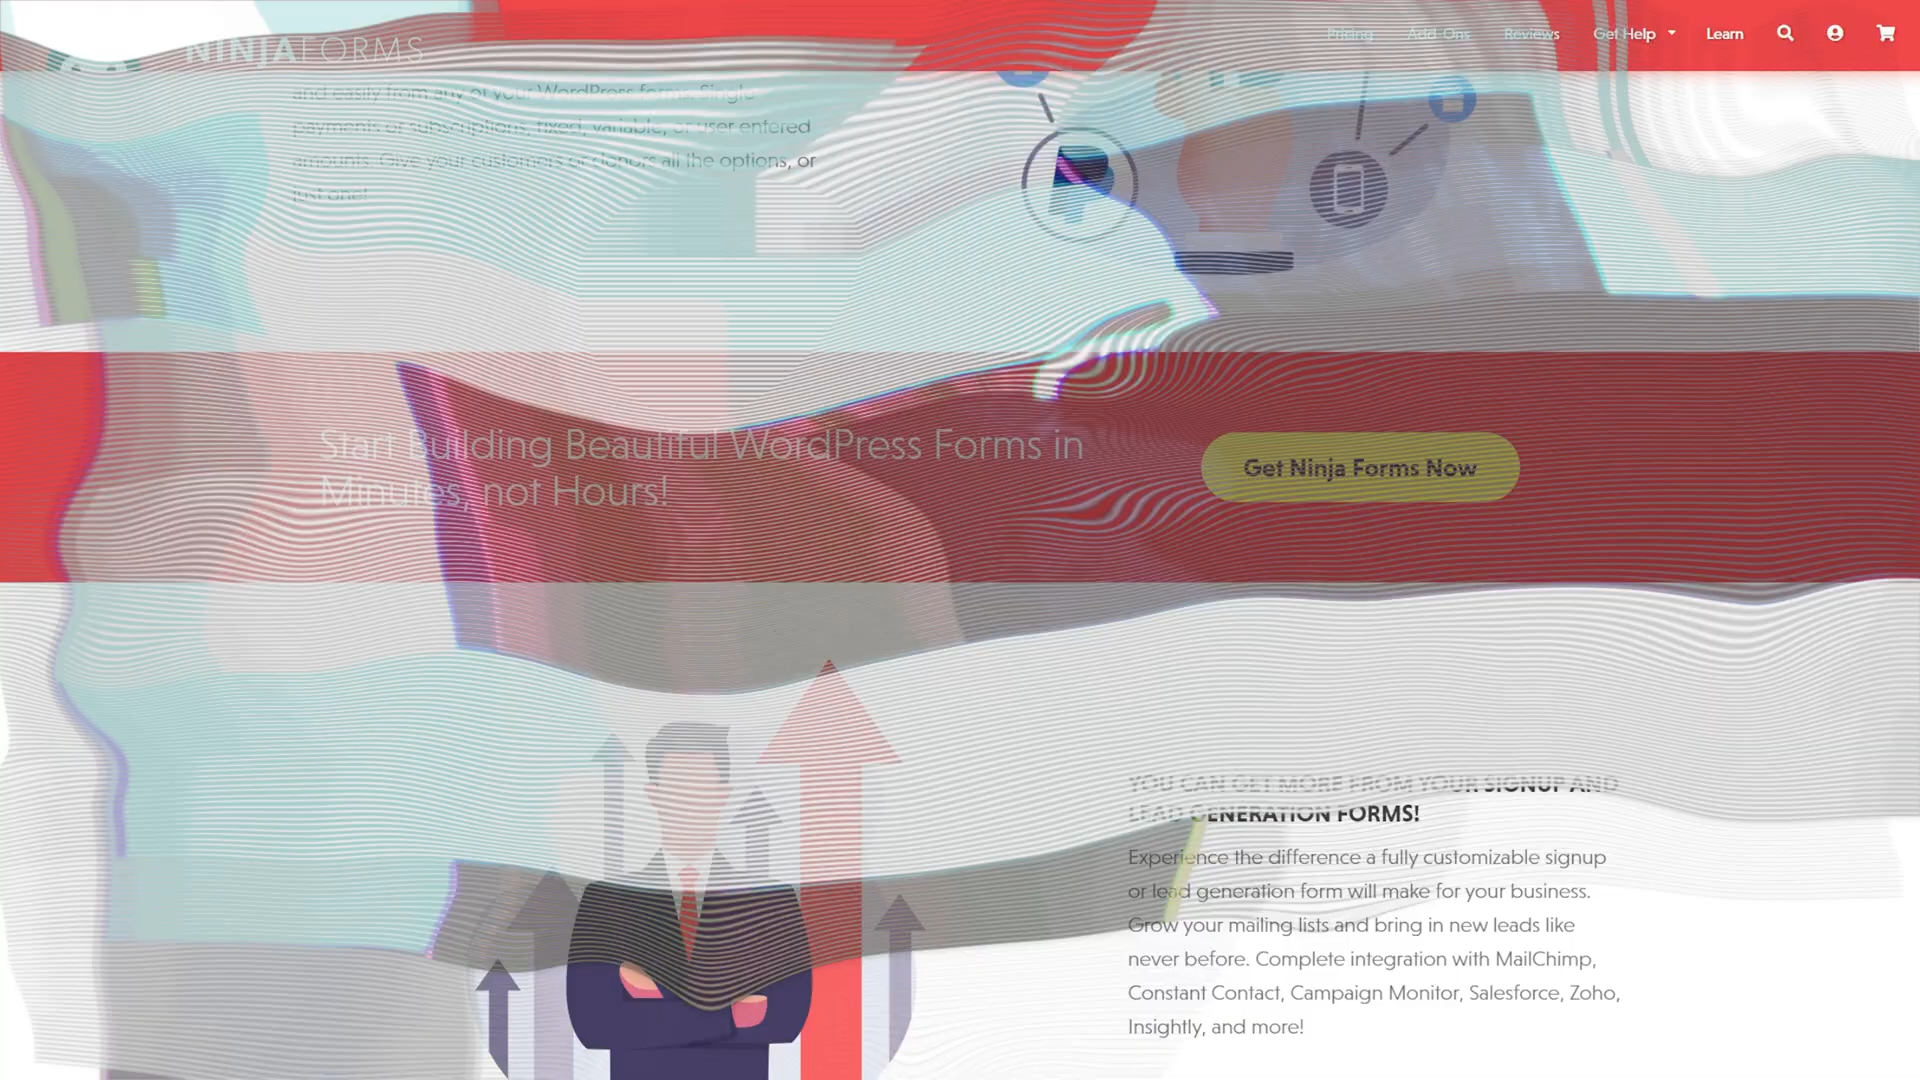 NINJAFORMS
Pricing Add-Ons Reviews Get Help Learn
and easily from any of your WordPress forms. Single
payments or subscriptions, fixed, variable, or user entered
amounts. Give your customers or donors all the options, or
just one!
Start Building Beautiful WordPress Forms in
Minutes, not Hours!
Get Ninja Forms Now
YOU CAN GET MORE FROM YOUR SIGNUP AND
LEAD GENERATION FORMS!
Experience the difference a fully customizable signup
or lead generation form will make for your business.
Grow your mailing lists and bring in new leads like
never before. Complete integration with MailChimp,
Constant Contact, Campaign Monitor, Salesforce, Zoho,
Insightly, and more!